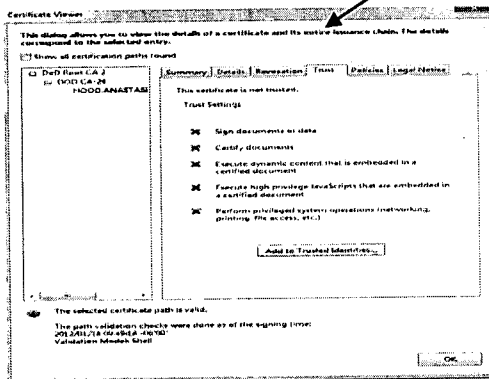 Certificate Viewer
This dialog allows you to view the details of a certificate and its entire issuance chain. The details
correspond to the selected entry.
Show all certification paths found
DoD Root CA 2
DOD CA-24
HOOD.ANASTASI
Summary Details Revocation Trust Policies Legal Notice
This certificate is not trusted.
Trust Settings
Sign documents or data
Certify documents
Execute dynamic content that is embedded in a
certified document
Execute high privilege JavaScripts that are embedded in
a certified document
Perform privileged system operations (networking,
printing, file access, etc.)
Add to Trusted Identities...
The selected certificate path is valid.
The path validation checks were done as of the signing time:
Validation Model: Shell
OK